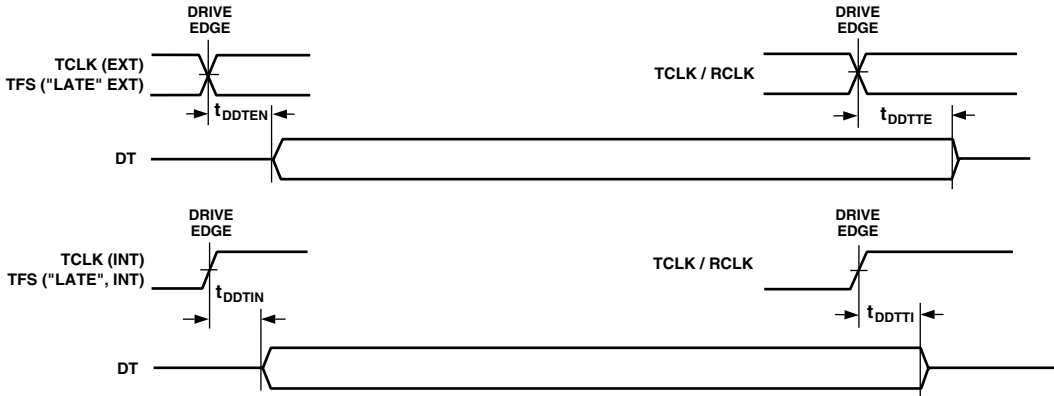 DRIVE
EDGE
DRIVE
EDGE
TCLK (EXT)
TFS ("LATE" EXT)
TCLK / RCLK
tDDTEN
tDDTTE
DT
DRIVE
EDGE
DRIVE
EDGE
TCLK (INT)
TFS ("LATE", INT)
TCLK / RCLK
tDDTIN
tDDTTI
DT